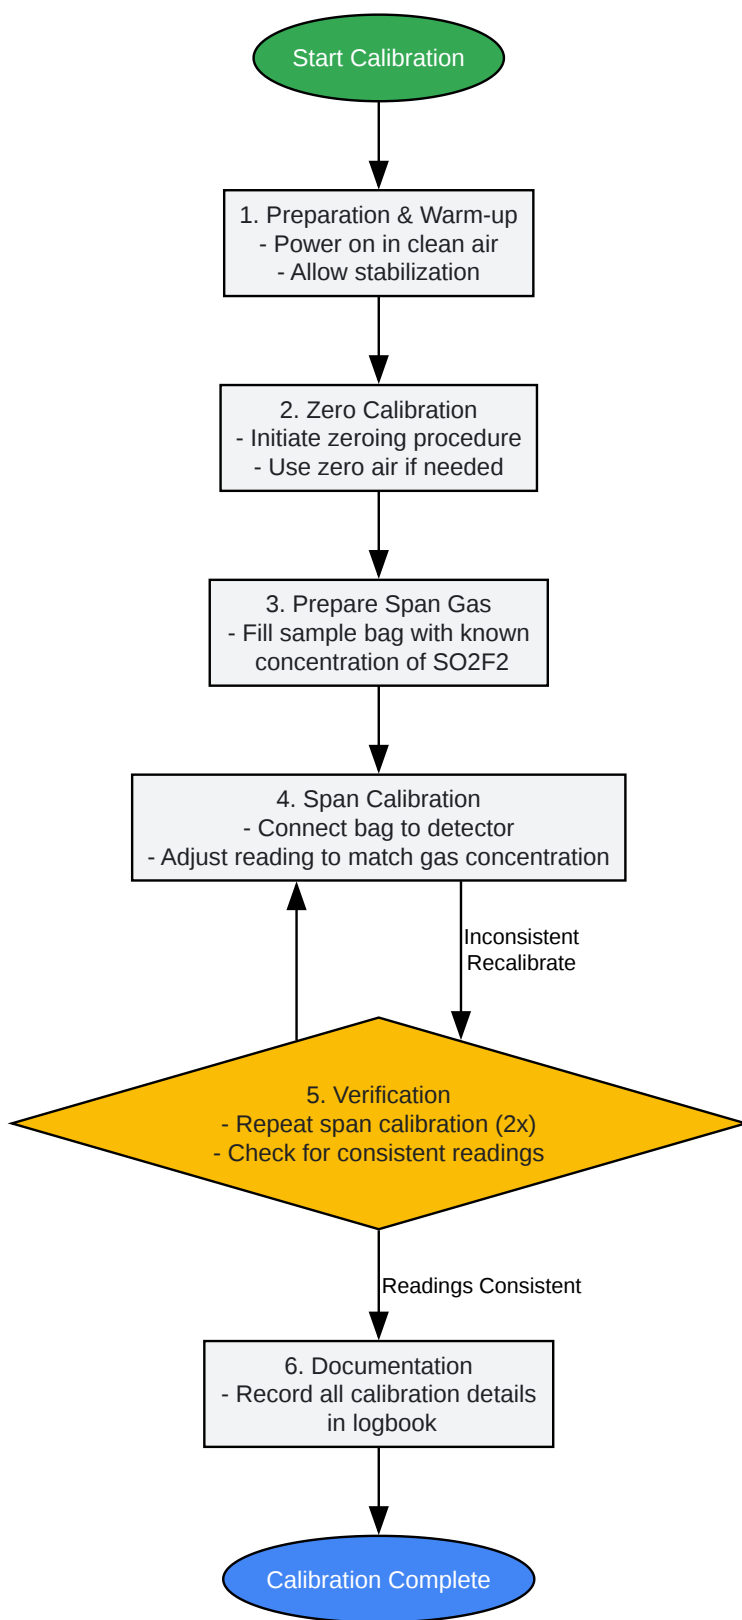 Start Calibration
1. Preparation & Warm-up
- Power on in clean air
- Allow stabilization
2. Zero Calibration
- Initiate zeroing procedure
- Use zero air if needed
3. Prepare Span Gas
- Fill sample bag with known
concentration of SO2F2
4. Span Calibration
- Connect bag to detector
- Adjust reading to match gas concentration
Inconsistent
Recalibrate
5. Verification
- Repeat span calibration (2x)
- Check for consistent readings
Readings Consistent
6. Documentation
- Record all calibration details
in logbook
Calibration Complete